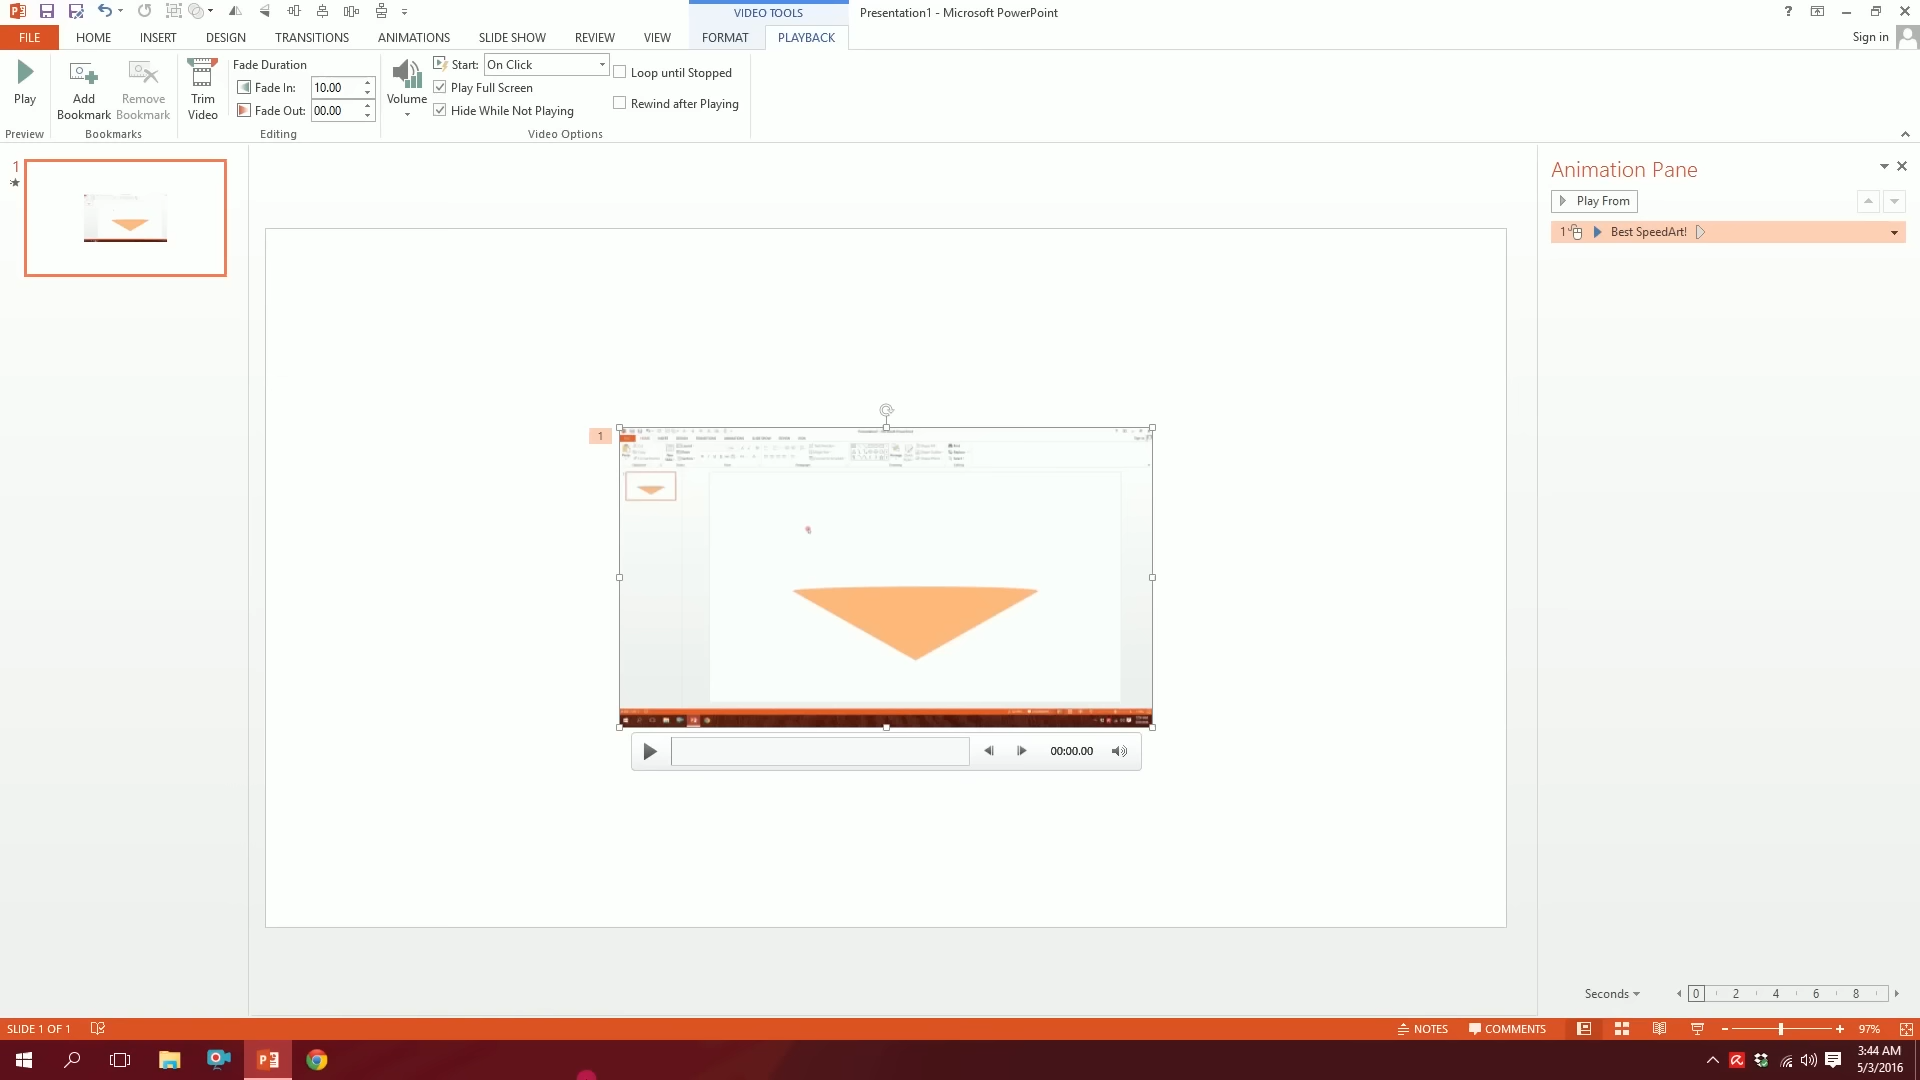 VIDEO TOOLS
Presentation1 - Microsoft PowerPoint
?
FILE
HOME
INSERT
DESIGN
TRANSITIONS
ANIMATIONS
SLIDE SHOW
REVIEW
VIEW
FORMAT
PLAYBACK
Sign in
Play
Add
Bookmark
Remove
Bookmark
Trim
Video
Fade Duration
Fade In: 10.00
Fade Out: 00.00
Volume
Start: On Click
Play Full Screen
Hide While Not Playing
Loop until Stopped
Rewind after Playing
Preview
Bookmarks
Editing
Video Options
1
Animation Pane
Play From
1 Best SpeedArt!
1
00:00.00
Seconds
0 2 4 6 8
SLIDE 1 OF 1
NOTES
COMMENTS
97%
3:44 AM
5/3/2016